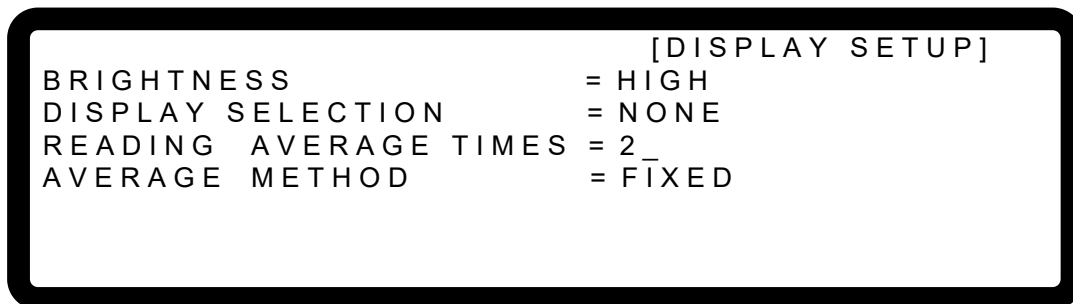 [DISPLAY SETUP]
BRIGHTNESS = HIGH
DISPLAY SELECTION = NONE
READING AVERAGE TIMES = 2_
AVERAGE METHOD = FIXED